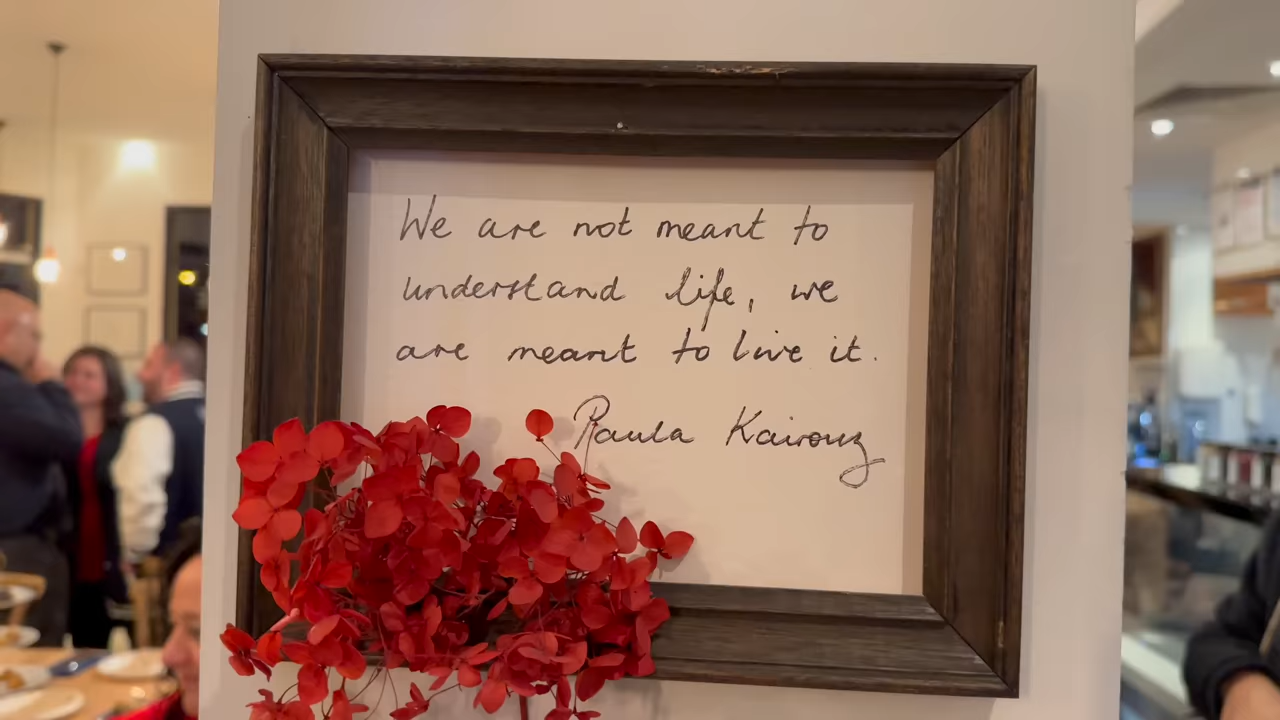 We are not meant to
understand life, we
are meant to live it.
Paula Kairouz